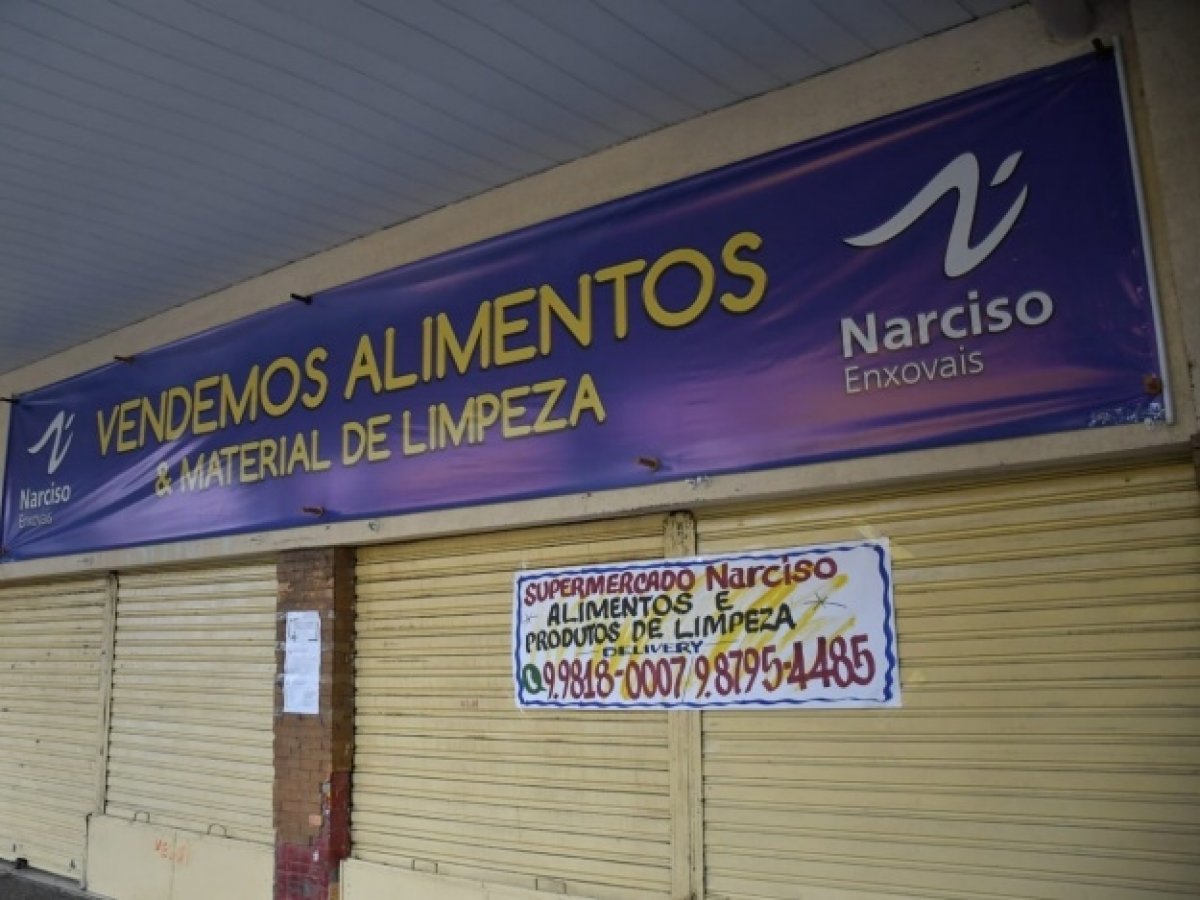 VENDEMOS ALIMENTOS
& MATERIAL DE LIMPEZA
Narciso
Enxovais
Narciso
Enxovais
SUPERMERCADO Narciso
ALIMENTOS E
PRODUTOS DE LIMPEZA
DELIVERY
9.9818-0007 9.8795-4485